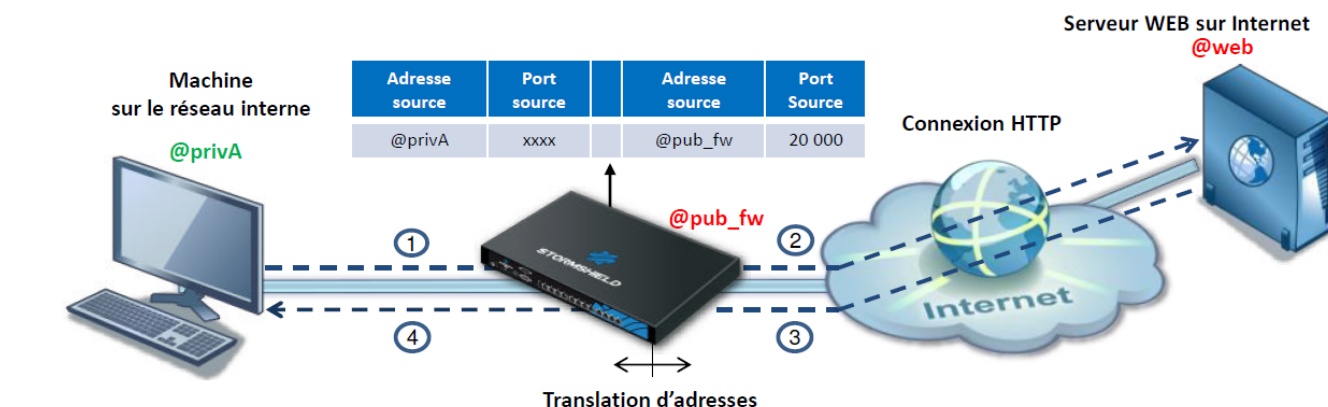 Serveur WEB sur Internet
@web
Machine
sur le réseau interne
@privA
Adresse source
Port source
Adresse source
Port Source
@privA
xxxx
@pub_fw
20 000
Connexion HTTP
@pub_fw
1
2
STORMSHIELD
STORMSHIELD
Internet
4
3
Translation d'adresses